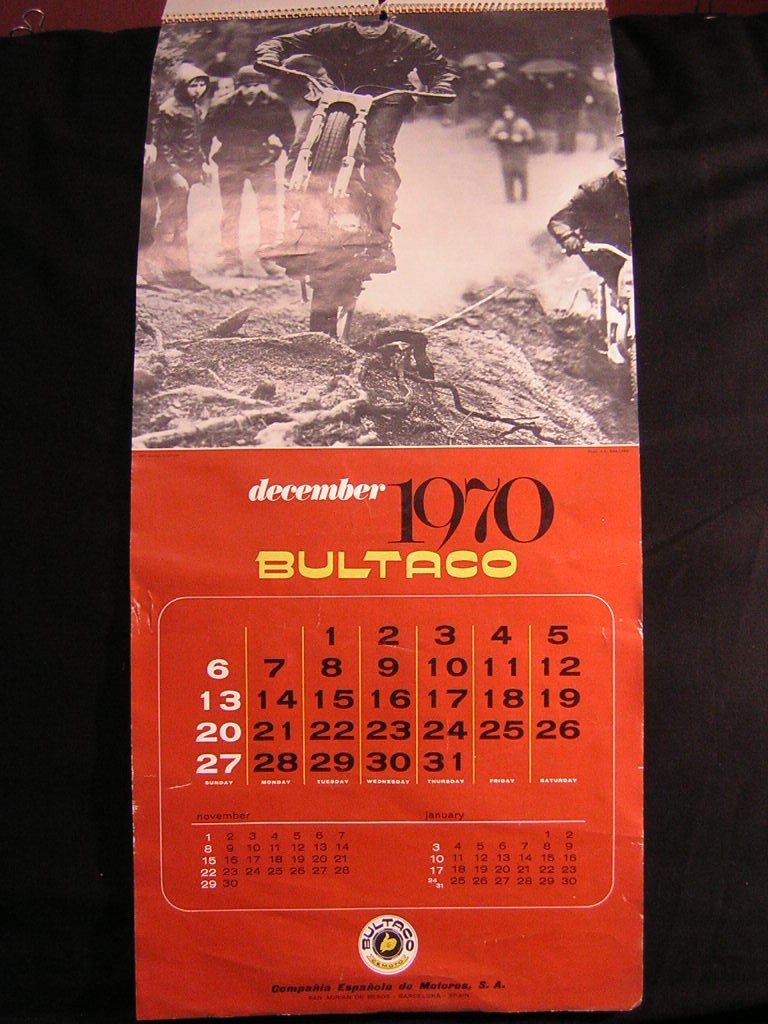 december 1970
BULTACO
1 2 3 4 5
6 7 8 9 10 11 12
13 14 15 16 17 18 19
20 21 22 23 24 25 26
27 28 29 30 31
SUNDAY MONDAY TUESDAY WEDNESDAY THURSDAY FRIDAY SATURDAY
november
1 2 3 4 5 6 7
8 9 10 11 12 13 14
15 16 17 18 19 20 21
22 23 24 25 26 27 28
29 30
january
1 2
3 4 5 6 7 8 9
10 11 12 13 14 15 16
17 18 19 20 21 22 23
24/31 25 26 27 28 29 30
BULTACO
CEMOTO
Compañia Española de Motores, S. A.
SAN ADRIAN DE BESOS - BARCELONA - SPAIN